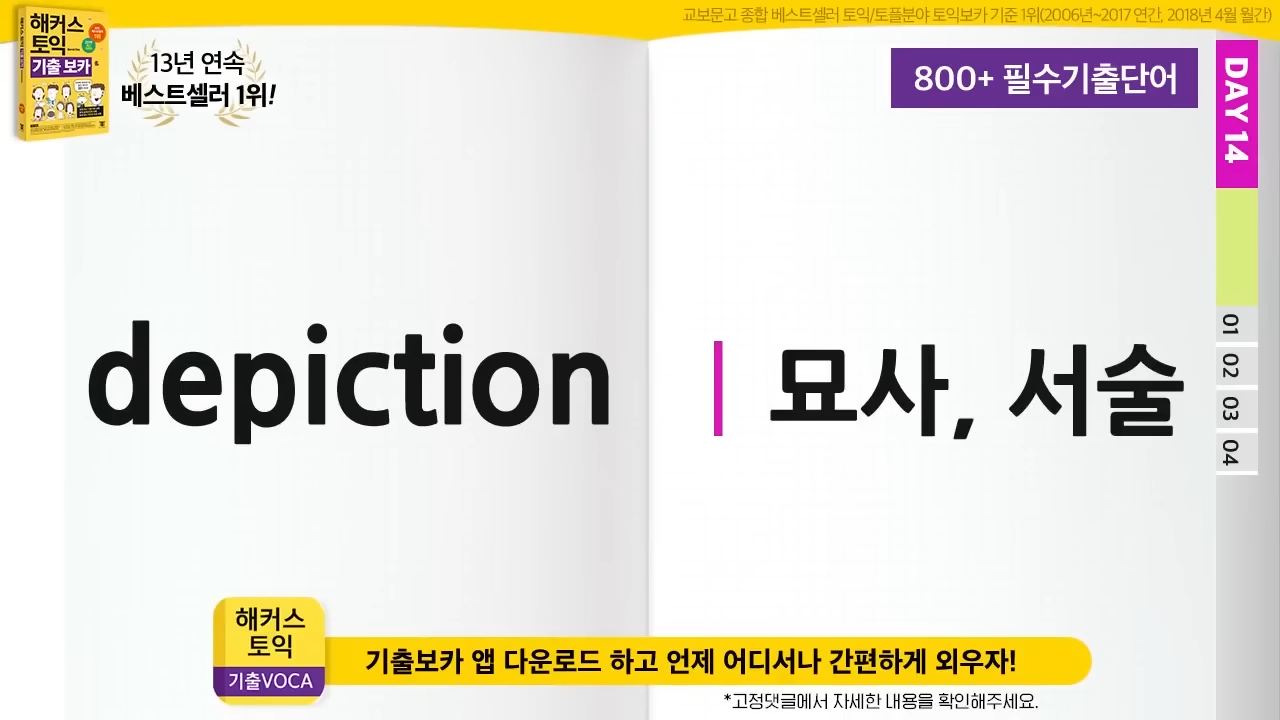 교보문고 종합 베스트셀러 토익/토플분야 토익보카 기준 1위(2006년~2017 연간, 2018년 4월 월간)
해커스
토익
기출 보카
13년 연속
베스트셀러 1위!
800+ 필수기출단어
DAY 14
01
02
03
04
depiction
묘사, 서술
해커스
토익
기출VOCA
기출보카 앱 다운로드 하고 언제 어디서나 간편하게 외우자!
*고정댓글에서 자세한 내용을 확인해주세요.